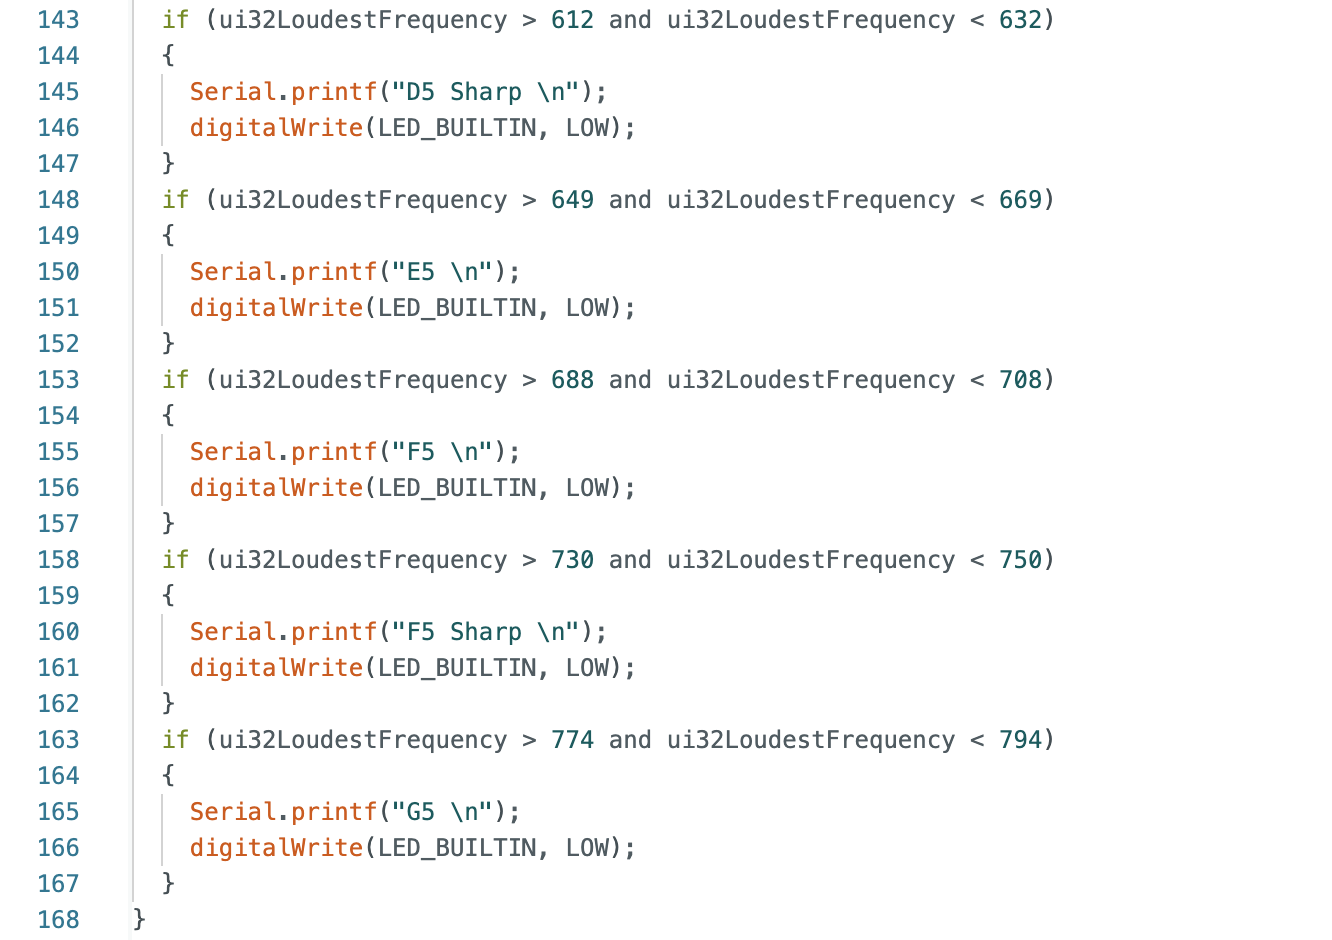 143 if (ui32LoudestFrequency > 612 and ui32LoudestFrequency < 632)
144 {
145 Serial.printf("D5 Sharp \n");
146 digitalWrite(LED_BUILTIN, LOW);
147 }
148 if (ui32LoudestFrequency > 649 and ui32LoudestFrequency < 669)
149 {
150 Serial.printf("E5 \n");
151 digitalWrite(LED_BUILTIN, LOW);
152 }
153 if (ui32LoudestFrequency > 688 and ui32LoudestFrequency < 708)
154 {
155 Serial.printf("F5 \n");
156 digitalWrite(LED_BUILTIN, LOW);
157 }
158 if (ui32LoudestFrequency > 730 and ui32LoudestFrequency < 750)
159 {
160 Serial.printf("F5 Sharp \n");
161 digitalWrite(LED_BUILTIN, LOW);
162 }
163 if (ui32LoudestFrequency > 774 and ui32LoudestFrequency < 794)
164 {
165 Serial.printf("G5 \n");
166 digitalWrite(LED_BUILTIN, LOW);
167 }
168 }